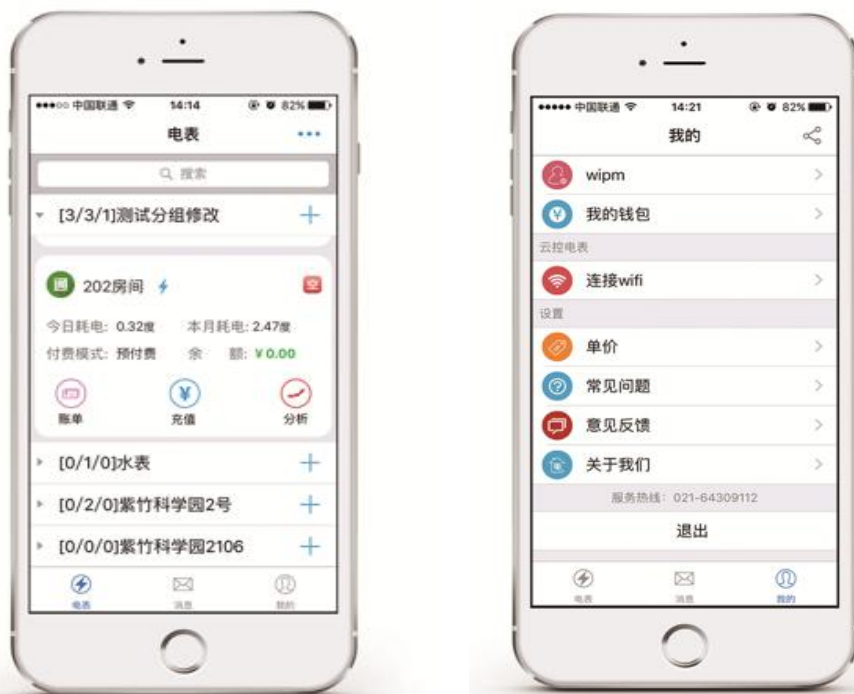 中国联通 14:14 82%
电表
搜索
[3/3/1]测试分组修改
通 202房间 空
今日耗电: 0.32度 本月耗电: 2.47度
付费模式: 预付费 余 额: ¥0.00
账单 充值 分析
[0/1/0]水表
[0/2/0]紫竹科学园2号
[0/0/0]紫竹科学园2106
电表 消息 我的
中国联通 14:21 82%
我的
wipm
我的钱包
云控电表
连接wifi
设置
单价
常见问题
意见反馈
关于我们
服务热线: 021-64309112
退出
电表 消息 我的